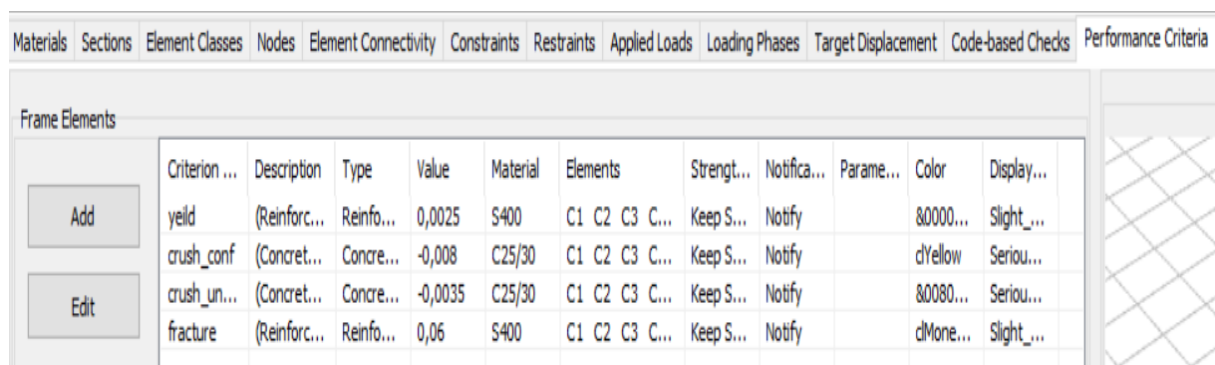 Materials Sections Element Classes Nodes Element Connectivity Constraints Restraints Applied Loads Loading Phases Target Displacement Code-based Checks Performance Criteria
Frame Elements
Criterion ... Description Type Value Material Elements Strengt... Notifica... Parame... Color Display...
Add
yeild (Reinforc... Reinfo... 0,0025 S400 C1 C2 C3 C... Keep S... Notify &0000... Slight_...
crush_conf (Concret... Concre... -0,008 C25/30 C1 C2 C3 C... Keep S... Notify clYellow Seriou...
Edit
crush_un... (Concret... Concre... -0,0035 C25/30 C1 C2 C3 C... Keep S... Notify &0080... Seriou...
fracture (Reinforc... Reinfo... 0,06 S400 C1 C2 C3 C... Keep S... Notify clMone... Slight_...